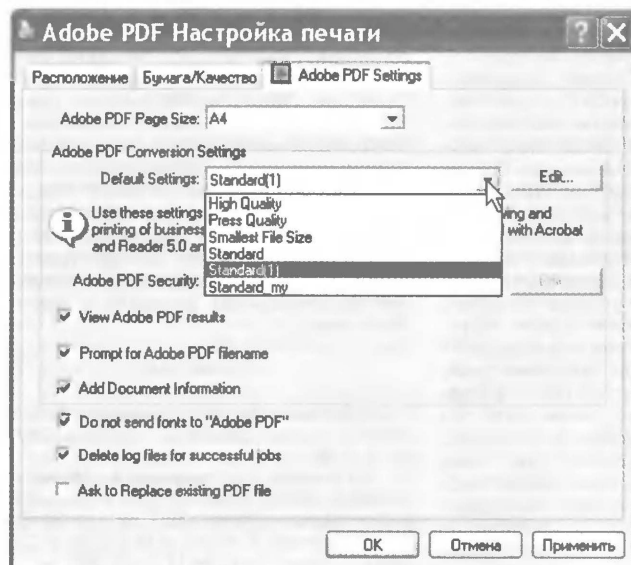 Adobe PDF Настройка печати
Расположение Бумага/Качество Adobe PDF Settings
Adobe PDF Page Size: A4
Adobe PDF Conversion Settings
Default Settings: Standard(1) Edit...
High Quality
Press Quality
Smallest File Size
Standard
Standard(1)
Standard_my
Use these settings ing and
printing of business with Acrobat
and Reader 5.0 an
Adobe PDF Security:
View Adobe PDF results
Prompt for Adobe PDF filename
Add Document Information
Do not send fonts to "Adobe PDF"
Delete log files for successful jobs
Ask to Replace existing PDF file
OK Отмена Применить